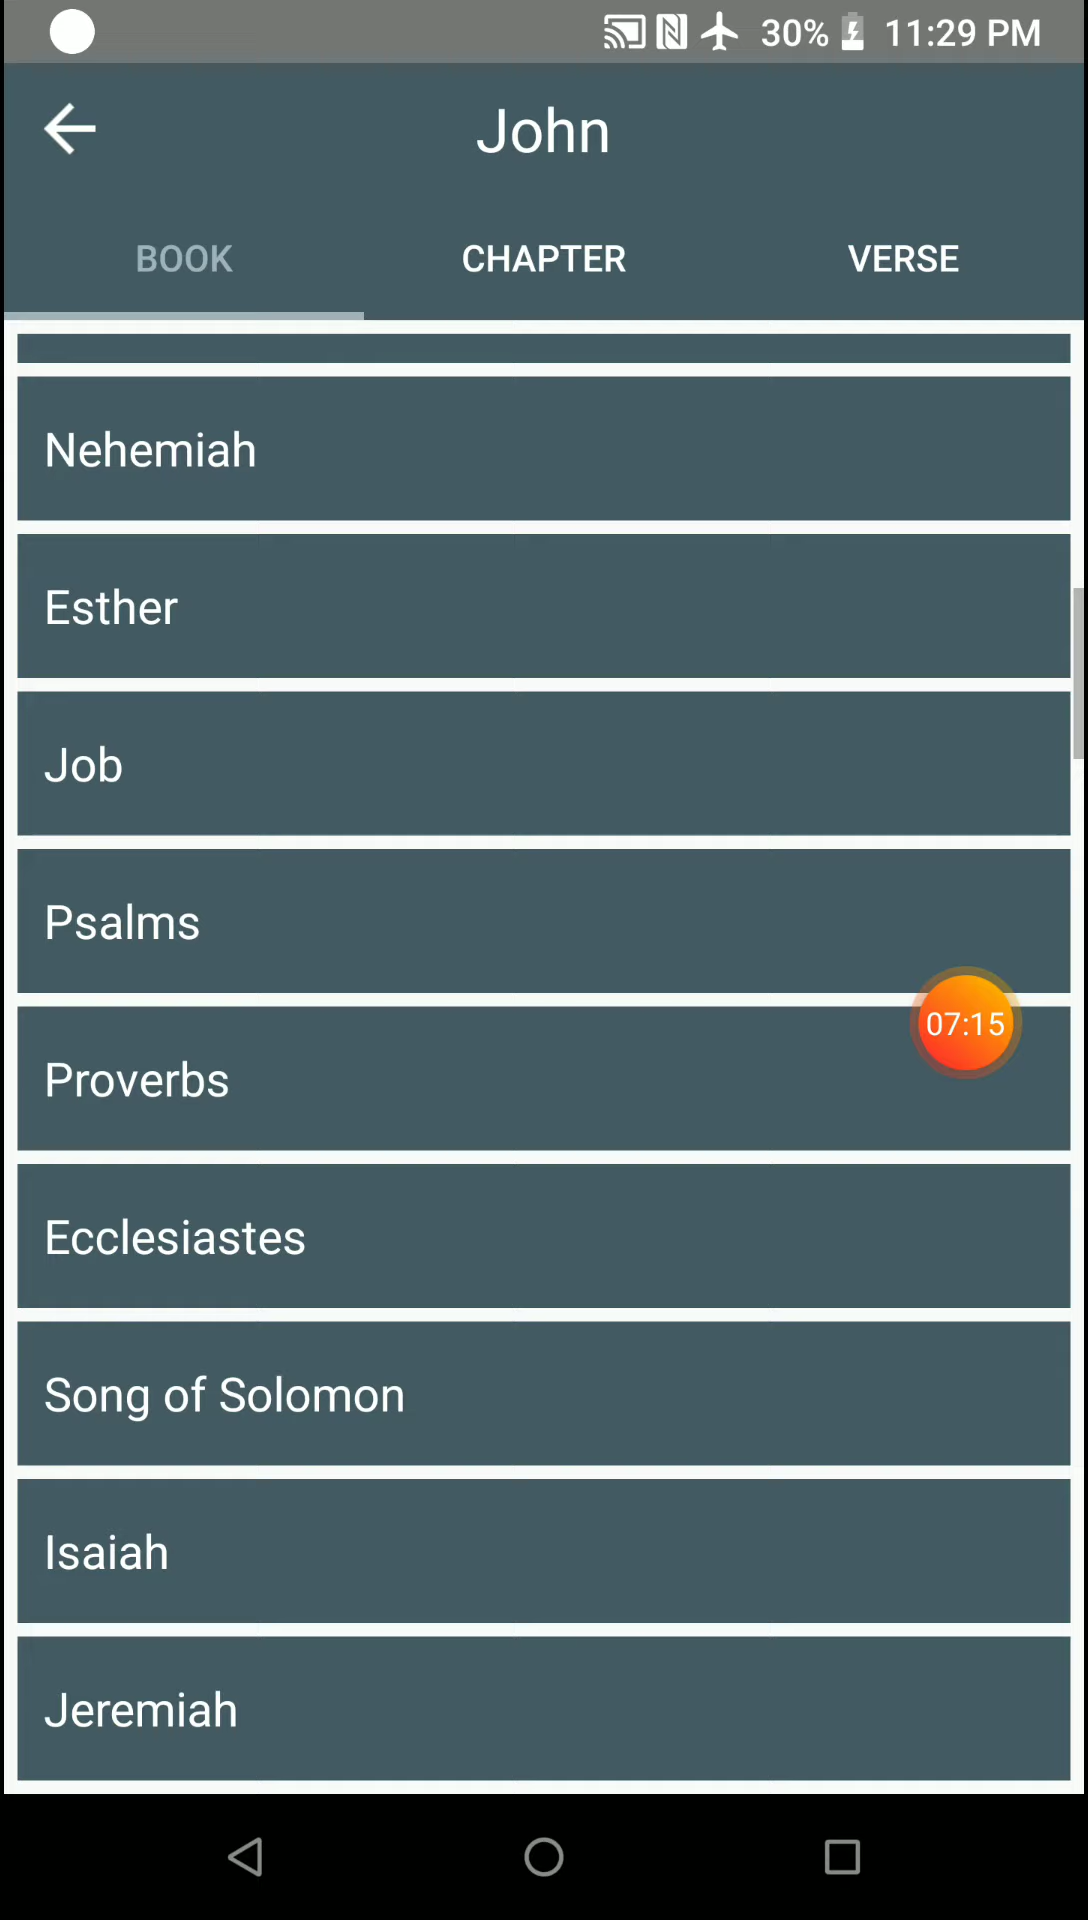 30% 11:29 PM
John
BOOK CHAPTER VERSE
Nehemiah
Esther
Job
Psalms
07:15
Proverbs
Ecclesiastes
Song of Solomon
Isaiah
Jeremiah